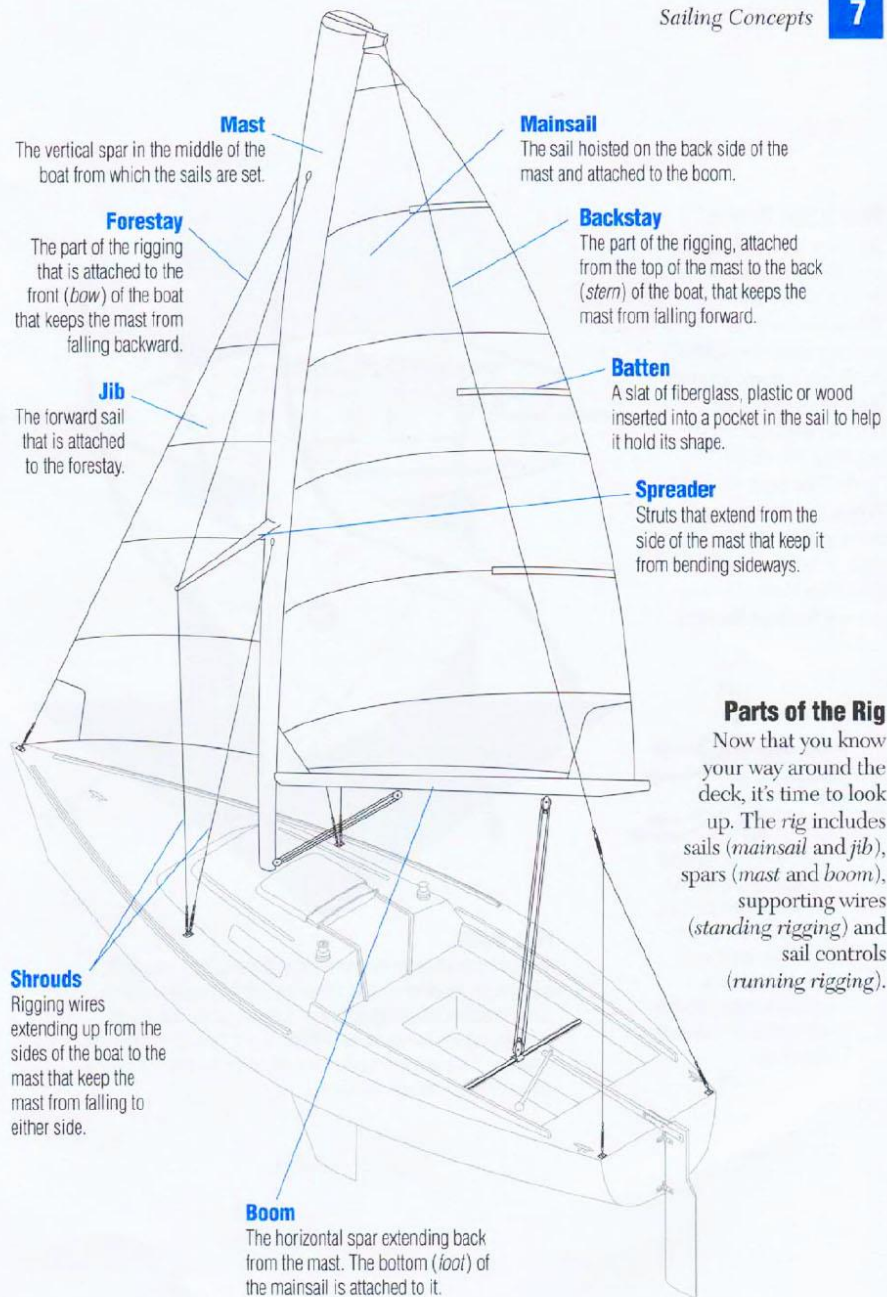 Sailing Concepts 7
Mast
The vertical spar in the middle of the
boat from which the sails are set.
Mainsail
The sail hoisted on the back side of the
mast and attached to the boom.
Forestay
The part of the rigging
that is attached to the
front (bow) of the boat
that keeps the mast from
falling backward.
Backstay
The part of the rigging, attached
from the top of the mast to the back
(stern) of the boat, that keeps the
mast from falling forward.
Jib
The forward sail
that is attached
to the forestay.
Batten
A slat of fiberglass, plastic or wood
inserted into a pocket in the sail to help
it hold its shape.
Spreader
Struts that extend from the
side of the mast that keep it
from bending sideways.
Parts of the Rig
Now that you know
your way around the
deck, it's time to look
up. The rig includes
sails (mainsail and jib),
spars (mast and boom),
supporting wires
(standing rigging) and
sail controls
(running rigging).
Shrouds
Rigging wires
extending up from the
sides of the boat to the
mast that keep the
mast from falling to
either side.
Boom
The horizontal spar extending back
from the mast. The bottom (foot) of
the mainsail is attached to it.